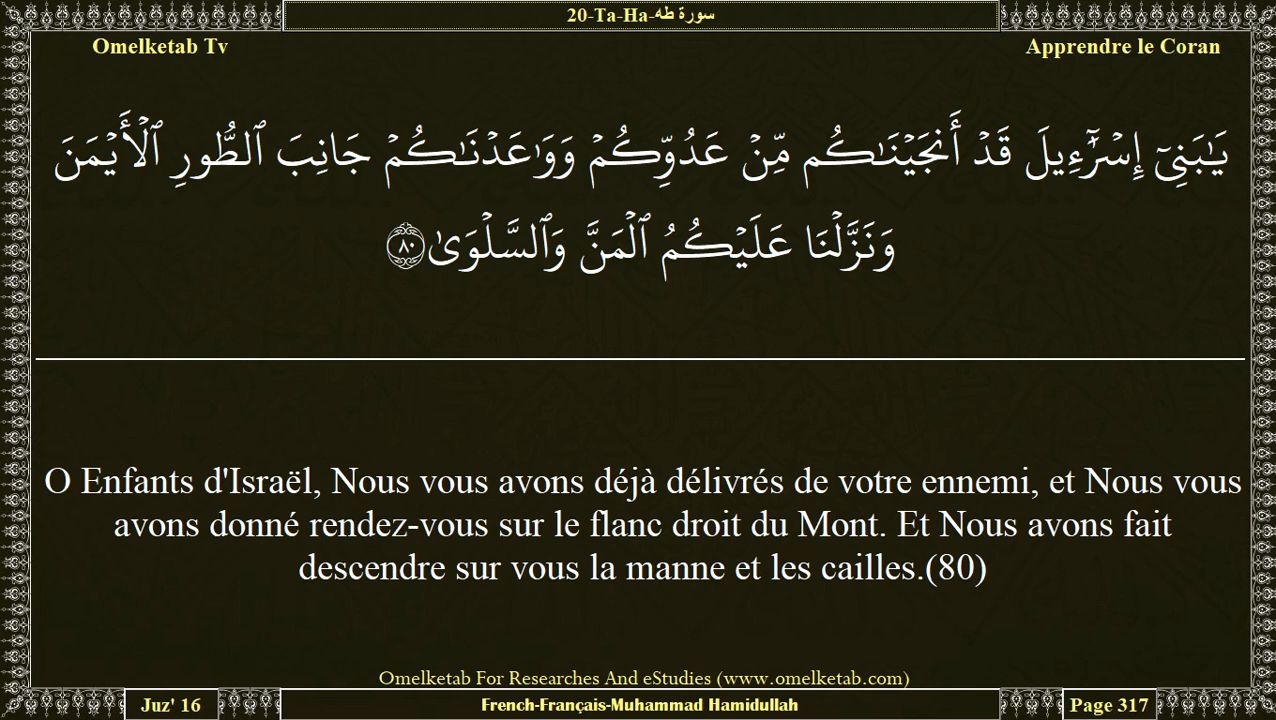 20-Ta-Ha-سورة طه
Omelketab Tv
Apprendre le Coran
يَـٰبَنِىٓ إِسْرَٰٓءِيلَ قَدْ أَنجَيْنَـٰكُم مِّنْ عَدُوِّكُمْ وَوَٰعَدْنَـٰكُمْ جَانِبَ ٱلطُّورِ ٱلْأَيْمَنَ
وَنَزَّلْنَا عَلَيْكُمُ ٱلْمَنَّ وَٱلسَّلْوَىٰ ۝٨٠
O Enfants d'Israël, Nous vous avons déjà délivrés de votre ennemi, et Nous vous
avons donné rendez-vous sur le flanc droit du Mont. Et Nous avons fait
descendre sur vous la manne et les cailles.(80)
Omelketab For Researches And eStudies (www.omelketab.com)
Juz' 16
French-Français-Muhammad Hamidullah
Page 317